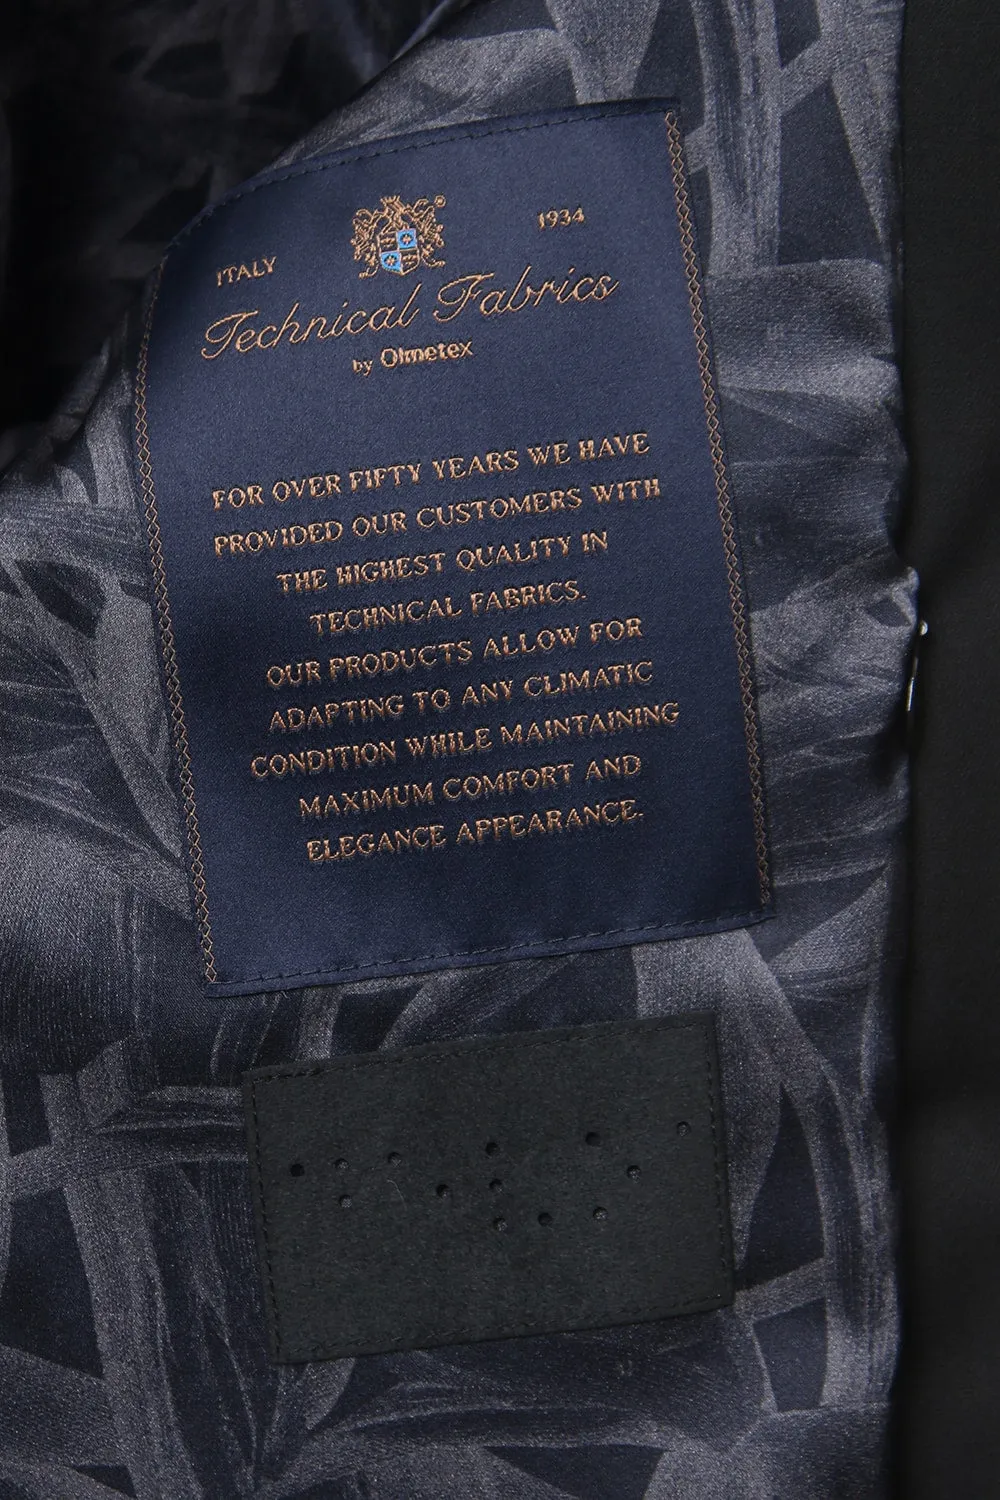 ITALY
1934
Technical Fabrics
by Olmetex
FOR OVER FIFTY YEARS WE HAVE
PROVIDED OUR CUSTOMERS WITH
THE HIGHEST QUALITY IN
TECHNICAL FABRICS.
OUR PRODUCTS ALLOW FOR
ADAPTING TO ANY CLIMATIC
CONDITION WHILE MAINTAINING
MAXIMUM COMFORT AND
ELEGANCE APPEARANCE.